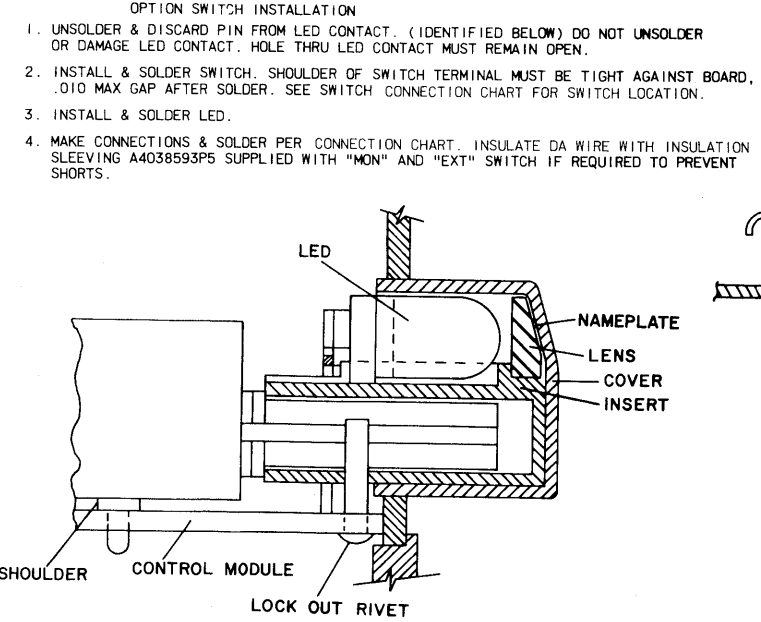 OPTION SWITCH INSTALLATION
1. UNSOLDER & DISCARD PIN FROM LED CONTACT. (IDENTIFIED BELOW) DO NOT UNSOLDER
OR DAMAGE LED CONTACT. HOLE THRU LED CONTACT MUST REMAIN OPEN.
2. INSTALL & SOLDER SWITCH. SHOULDER OF SWITCH TERMINAL MUST BE TIGHT AGAINST BOARD,
.010 MAX GAP AFTER SOLDER. SEE SWITCH CONNECTION CHART FOR SWITCH LOCATION.
3. INSTALL & SOLDER LED.
4. MAKE CONNECTIONS & SOLDER PER CONNECTION CHART. INSULATE DA WIRE WITH INSULATION
SLEEVING A4038593P5 SUPPLIED WITH "MON" AND "EXT" SWITCH IF REQUIRED TO PREVENT
SHORTS.
LED
NAMEPLATE
LENS
COVER
INSERT
SHOULDER
CONTROL MODULE
LOCK OUT RIVET